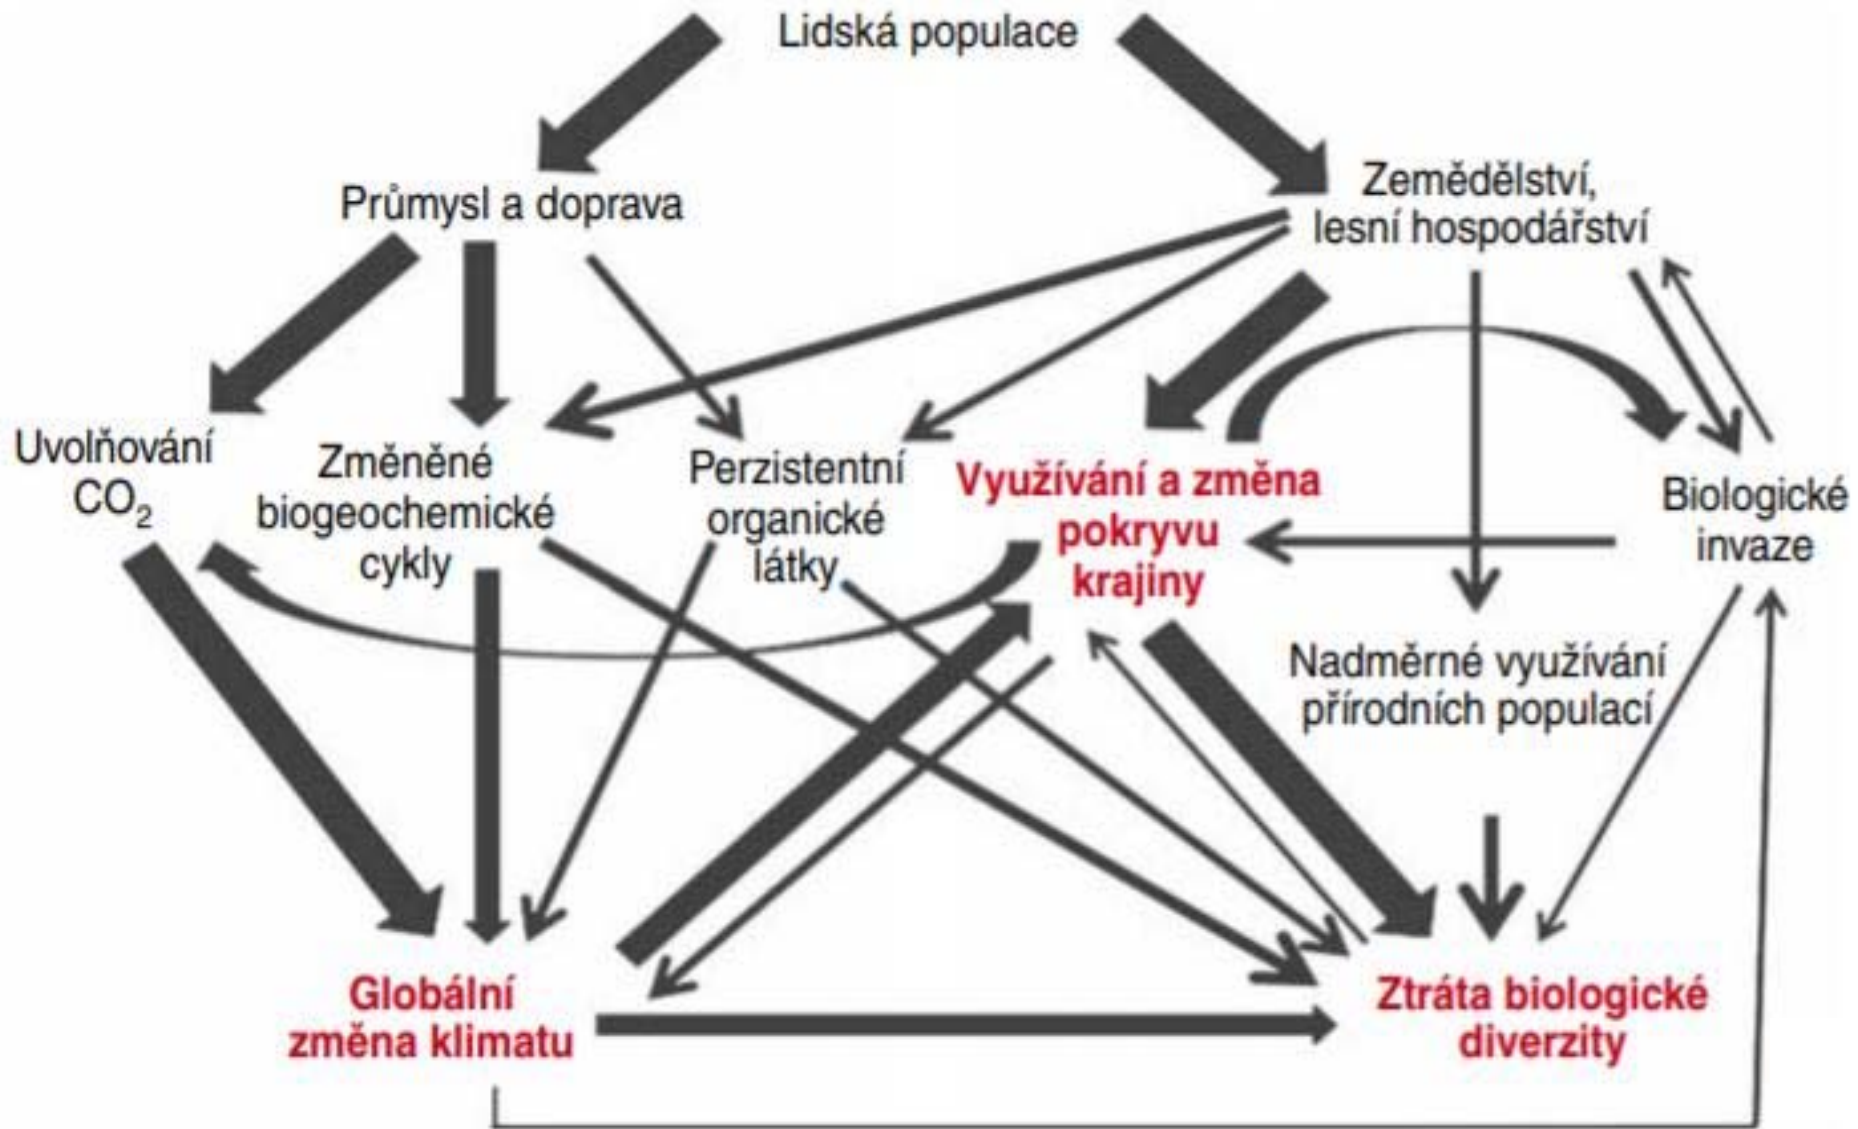 Lidská populace
Průmysl a doprava
Zemědělství,
lesní hospodářství
Uvolňování
CO₂
Změněné
biogeochemické
cykly
Perzistentní
organické
látky
Využívání a změna
pokryvu
krajiny
Biologické
invaze
Nadměrné využívání
přírodních populací
Globální
změna klimatu
Ztráta biologické
diverzity